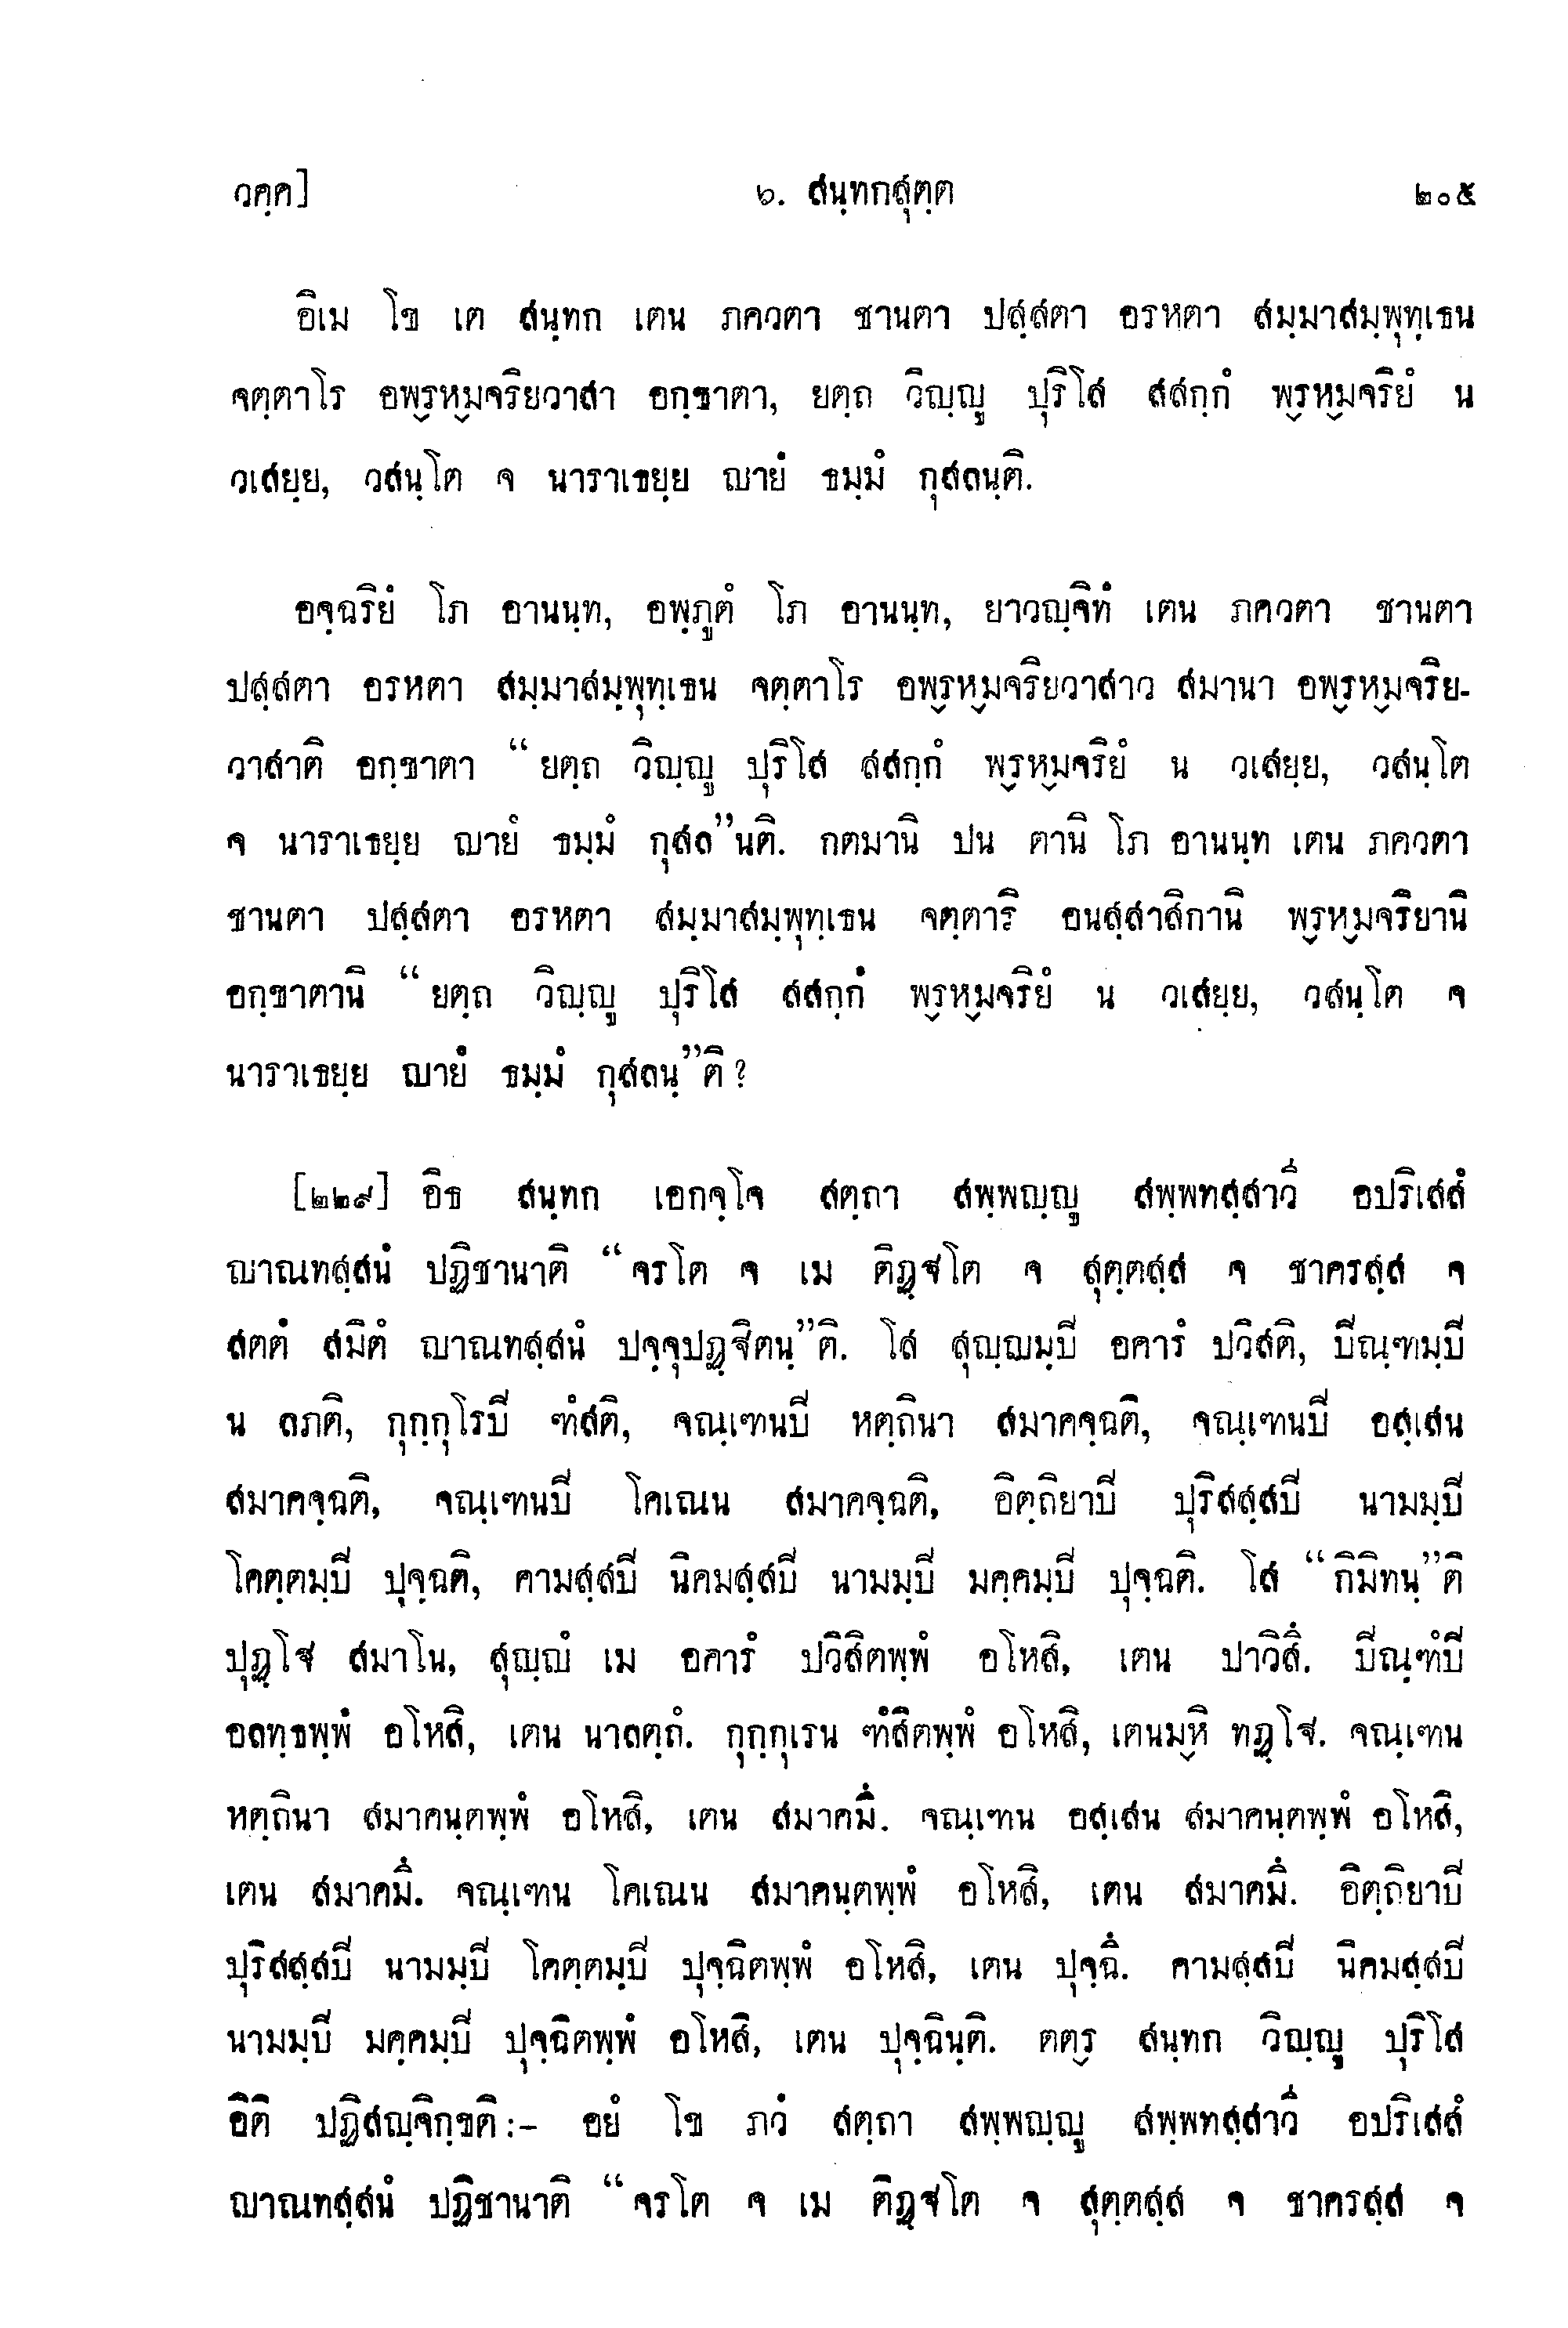 วคฺค]	๖. สนฺทกสุตฺต	๒๐๕
อิเม โข เต สนฺทก เตน ภควตา ชานตา ปสฺสตา อรหตา สมฺมาสมฺพุทฺเธน
จตฺตาโร อพฺรหฺมจริยวาสา อกฺขาตา, ยตฺถ วิญฺญู ปุริโส สสกฺกํ พฺรหฺมจริยํ น
วเสยฺย, วสนฺโต จ นาราเธยฺย ญายํ ธมฺมํ กุสลนฺติ.
อจฺฉริยํ โภ อานนฺท, อพฺภูตํ โภ อานนฺท, ยาวญฺจิทํ เตน ภควตา ชานตา
ปสฺสตา อรหตา สมฺมาสมฺพุทฺเธน จตฺตาโร อพฺรหฺมจริยวาสาว สมานา อพฺรหฺมจริย-
วาสาติ อกฺขาตา “ยตฺถ วิญฺญู ปุริโส สสกฺกํ พฺรหฺมจริยํ น วเสยฺย, วสนฺโต
จ นาราเธยฺย ญายํ ธมฺมํ กุสล”นติ. กตมานิ ปน ตานิ โภ อานนฺท เตน ภควตา
ชานตา ปสฺสตา อรหตา สมฺมาสมฺพุทฺเธน จตฺตาริ อนสฺสาสิกานิ พฺรหฺมจริยานิ
อกฺขาตานิ “ยตฺถ วิญฺญู ปุริโส สสกฺกํ พฺรหฺมจริยํ น วเสยฺย, วสนฺโต จ
นาราเธยฺย ญายํ ธมฺมํ กุสลนฺ”ติ?
[๒๒๙] อิธ สนฺทก เอกจฺโจ สตฺถา สพฺพญฺญู สพฺพทสฺสาวี อปริเสสํ
ญาณทสฺสนํ ปฏิชานาติ “จรโต จ เม ติฏฺฐโต จ สุตฺตสฺส จ ชาครสฺส จ
สตตํ สมิตํ ญาณทสฺสนํ ปจฺจุปฏฺฐิตนฺ”ติ. โส สุญฺญมฺปิ อคารํ ปวิสติ, ปิณฺฑมฺปิ
น ลภติ, กุกฺกุโรปิ ฑํสติ, จณฺเฑนปิ หตฺถินา สมาคจฺฉติ, จณฺเฑนปิ อสฺเสน
สมาคจฺฉติ, จณฺเฑนปิ โคเณน สมาคจฺฉติ, อิตฺถิยาปิ ปุริสสฺสปิ นามมฺปิ
โคตฺตมฺปิ ปุจฺฉติ, คามสฺสปิ นิคมสฺสปิ นามมฺปิ มคฺคมฺปิ ปุจฺฉติ. โส “กิมิทนฺ”ติ
ปุฏฺโฐ สมาโน, สุญฺญํ เม อคารํ ปวิสิตพฺพํ อโหสิ, เตน ปาวิสึ. ปิณฺฑํปิ
อลทฺธพฺพํ อโหสิ, เตน นาลตฺถํ. กุกฺกุเรน ฑํสิตพฺพํ อโหสิ, เตนมฺหิ ทฏฺโฐ. จณฺเฑน
หตฺถินา สมาคนฺตพฺพํ อโหสิ, เตน สมาคมึ. จณฺเฑน อสฺเสน สมาคนฺตพฺพํ อโหสิ,
เตน สมาคมึ. จณฺเฑน โคเณน สมาคนฺตพฺพํ อโหสิ, เตน สมาคมึ. อิตฺถิยาปิ
ปุริสสฺสปิ นามมฺปิ โคตฺตมฺปิ ปุจฺฉิตพฺพํ อโหสิ, เตน ปุจฺฉึ. คามสฺสปิ นิคมสฺสปิ
นามมฺปิ มคฺคมฺปิ ปุจฺฉิตพฺพํ อโหสิ, เตน ปุจฺฉินฺติ. ตตฺร สนฺทก วิญฺญู ปุริโส
อิติ ปฏิสญฺจิกฺขติ:– อยํ โข ภวํ สตฺถา สพฺพญฺญู สพฺพทสฺสาวี อปริเสสํ
ญาณทสฺสนํ ปฏิชานาติ “จรโต จ เม ติฏฺฐโต จ สุตฺตสฺส จ ชาครสฺส จ